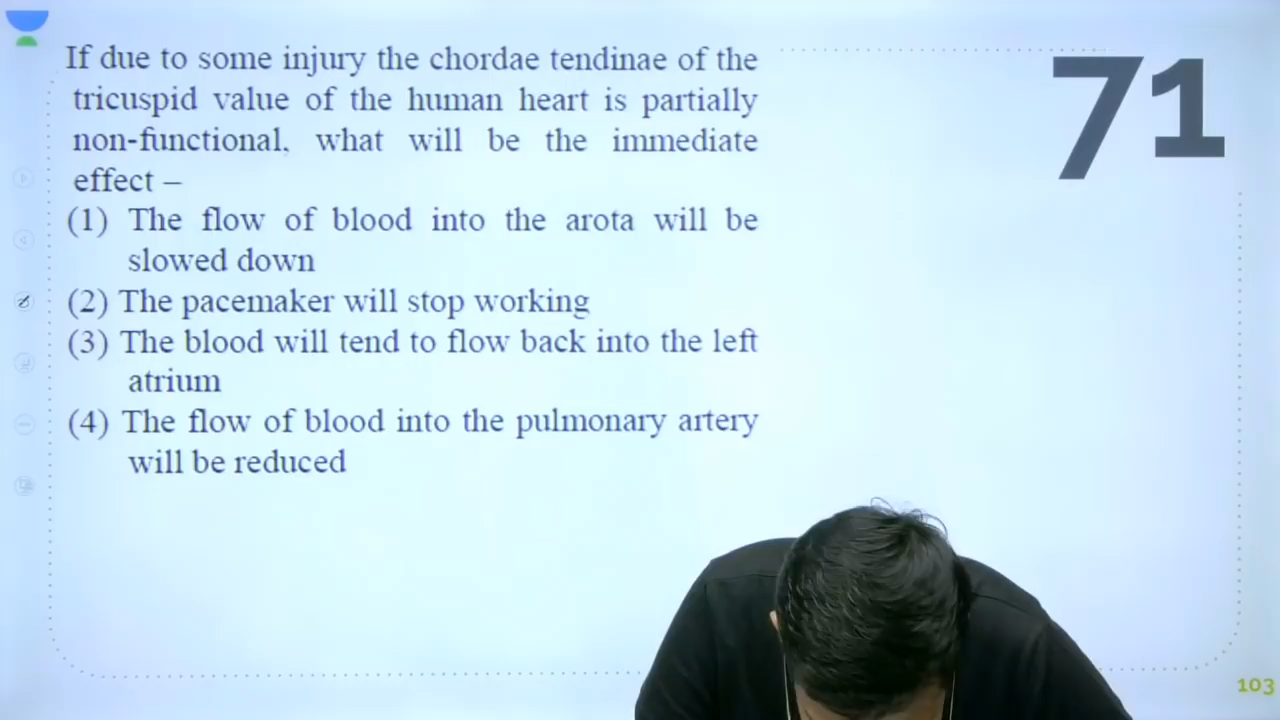 If due to some injury the chordae tendinae of the
tricuspid value of the human heart is partially
non-functional, what will be the immediate
effect –
(1) The flow of blood into the arota will be
slowed down
(2) The pacemaker will stop working
(3) The blood will tend to flow back into the left
atrium
(4) The flow of blood into the pulmonary artery
will be reduced
71
103